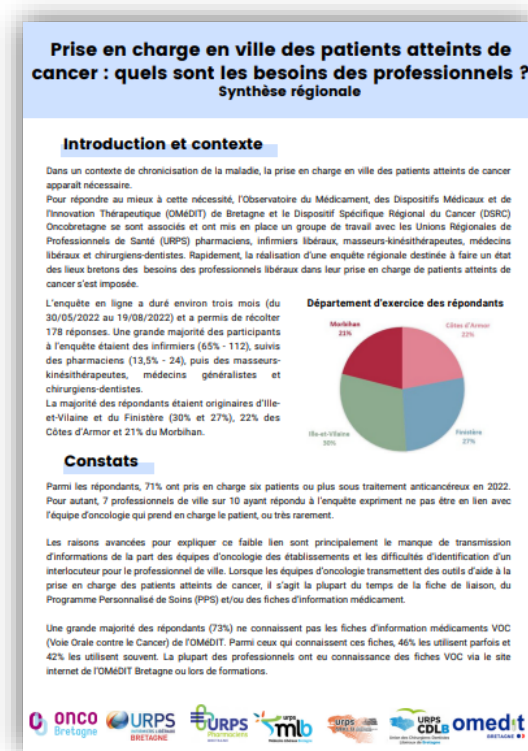 Prise en charge en ville des patients atteints de
cancer : quels sont les besoins des professionnels ?
Synthèse régionale
Introduction et contexte
Dans un contexte de chronicisation de la maladie, la prise en charge en ville des patients atteints de cancer
apparaît nécessaire.
Pour répondre au mieux à cette nécessité, l'Observatoire du Médicament, des Dispositifs Médicaux et de
l'Innovation Thérapeutique (OMéDIT) de Bretagne et le Dispositif Spécifique Régional du Cancer (DSRC)
Oncobretagne se sont associés et ont mis en place un groupe de travail avec les Unions Régionales de
Professionnels de Santé (URPS) pharmaciens, infirmiers libéraux, masseurs-kinésithérapeutes, médecins
libéraux et chirurgiens-dentistes. Rapidement, la réalisation d'une enquête régionale destinée à faire un état
des lieux bretons des besoins des professionnels libéraux dans leur prise en charge de patients atteints de
cancer s'est imposée.
L'enquête en ligne a duré environ trois mois (du
30/05/2022 au 19/08/2022) et a permis de récolter
178 réponses. Une grande majorité des participants
à l'enquête étaient des infirmiers (65% - 112), suivis
des pharmaciens (13,5% - 24), puis des masseurs-
kinésithérapeutes, médecins généralistes et
chirurgiens-dentistes.
La majorité des répondants étaient originaires d'Ille-
et-Vilaine et du Finistère (30% et 27%), 22% des
Côtes d'Armor et 21% du Morbihan.
Département d'exercice des répondants
Morbihan
21%
Côtes d'Armor
22%
Ille-et-Vilaine
30%
Finistère
27%
Constats
Parmi les répondants, 71% ont pris en charge six patients ou plus sous traitement anticancéreux en 2022.
Pour autant, 7 professionnels de ville sur 10 ayant répondu à l'enquête expriment ne pas être en lien avec
l'équipe d'oncologie qui prend en charge le patient, ou très rarement.
Les raisons avancées pour expliquer ce faible lien sont principalement le manque de transmission
d'informations de la part des équipes d'oncologie des établissements et les difficultés d'identification d'un
interlocuteur pour le professionnel de ville. Lorsque les équipes d'oncologie transmettent des outils d'aide à la
prise en charge des patients atteints de cancer, il s'agit la plupart du temps de la fiche de liaison, du
Programme Personnalisé de Soins (PPS) et/ou des fiches d'information médicament.
Une grande majorité des répondants (73%) ne connaissent pas les fiches d'information médicaments VOC
(Voie Orale contre le Cancer) de l'OMéDIT. Parmi ceux qui connaissent ces fiches, 46% les utilisent parfois et
42% les utilisent souvent. La plupart des professionnels ont eu connaissance des fiches VOC via le site
internet de l'OMéDIT Bretagne ou lors de formations.
onco
Bretagne
URPS
BRETAGNE
URPS
Pharmaciens
urps
mlb
urps
URPS
CDLB
omedit
BRETAGNE